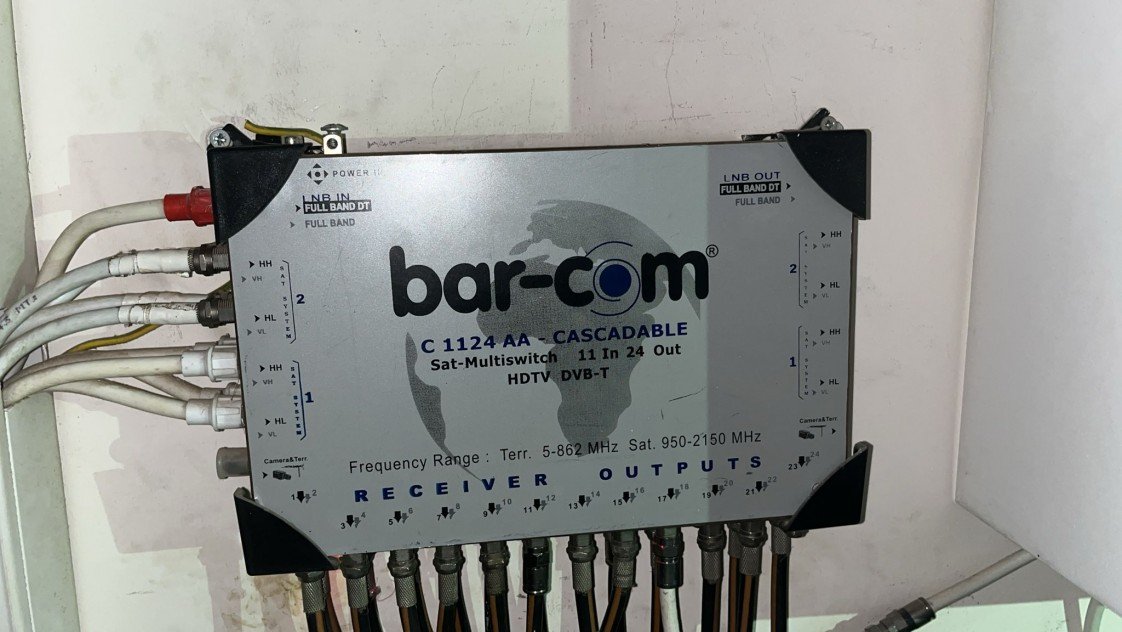 POWER IN
LNB IN
FULL BAND DT
FULL BAND
LNB OUT
FULL BAND DT
FULL BAND
bar-com®
C 1124 AA - CASCADABLE
Sat-Multiswitch 11 In 24 Out
HDTV DVB-T
HH
VH
HL
VL
SAT SYSTEM
2
HH
VH
HL
VL
SAT SYSTEM
1
Camera&Terr.
HH
VH
HL
VL
SAT SYSTEM
2
HH
VH
HL
VL
SAT SYSTEM
1
Camera&Terr.
Frequency Range : Terr. 5-862 MHz Sat. 950-2150 MHz
RECEIVER OUTPUTS
1 2
3 4
5 6
7 8
9 10
11 12
13 14
15 16
17 18
19 20
21 22
23 24